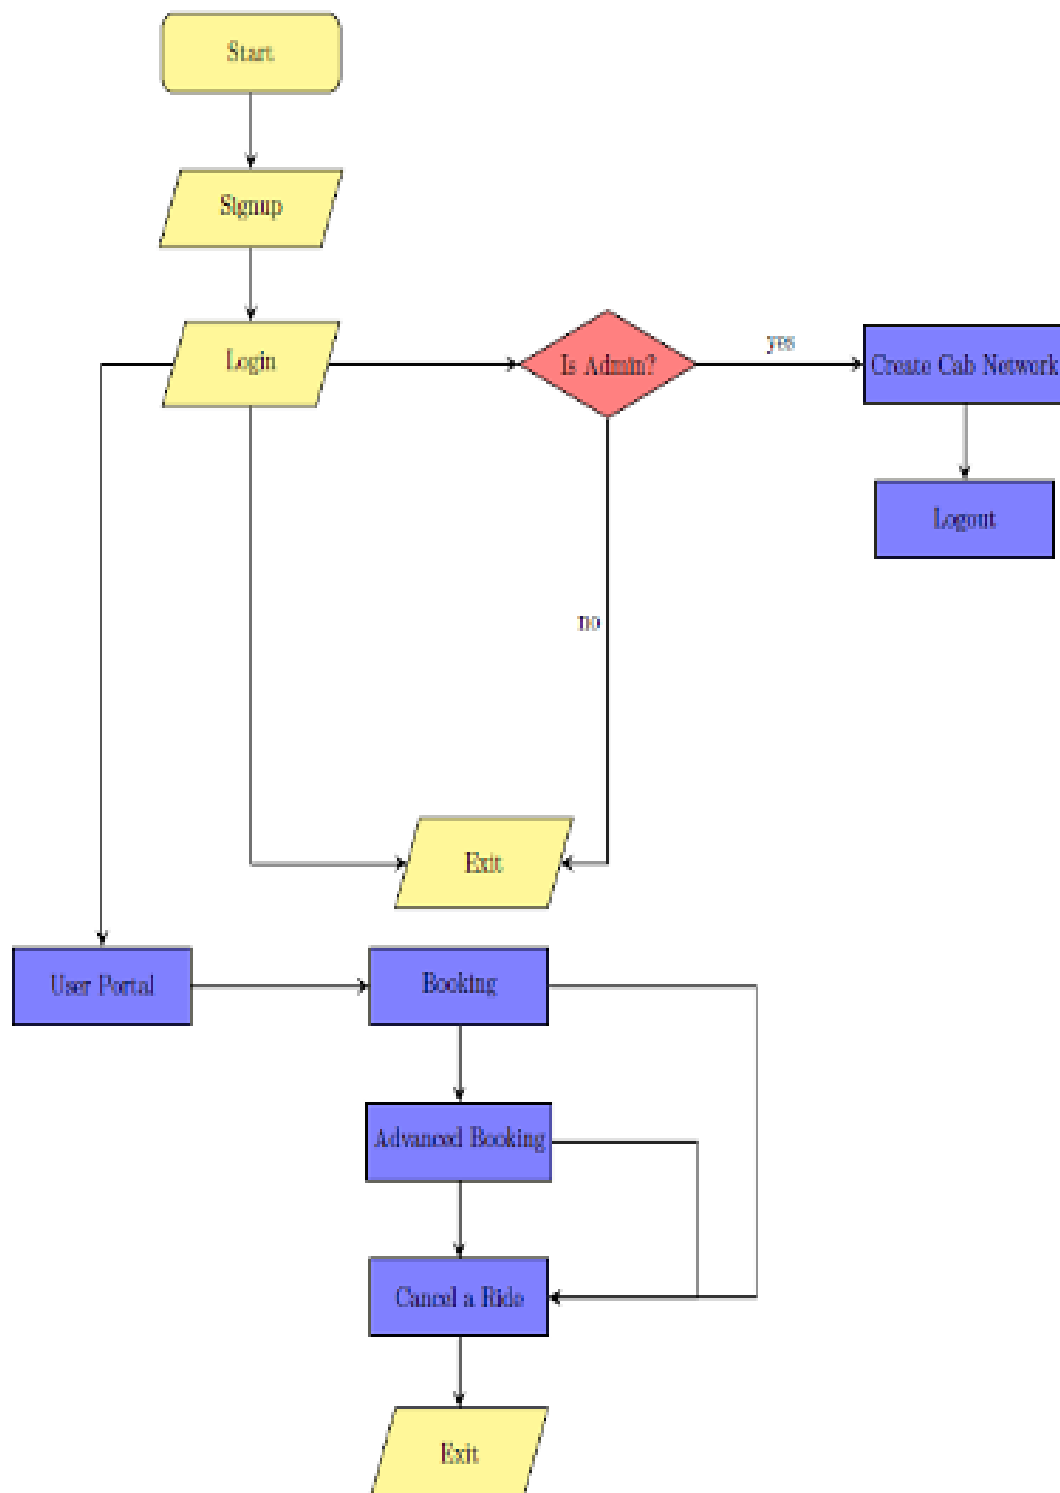 Start
Signup
Login
Is Admin?
yes
Create Cab Network
Logout
no
Exit
User Portal
Booking
Advanced Booking
Cancel a Ride
Exit